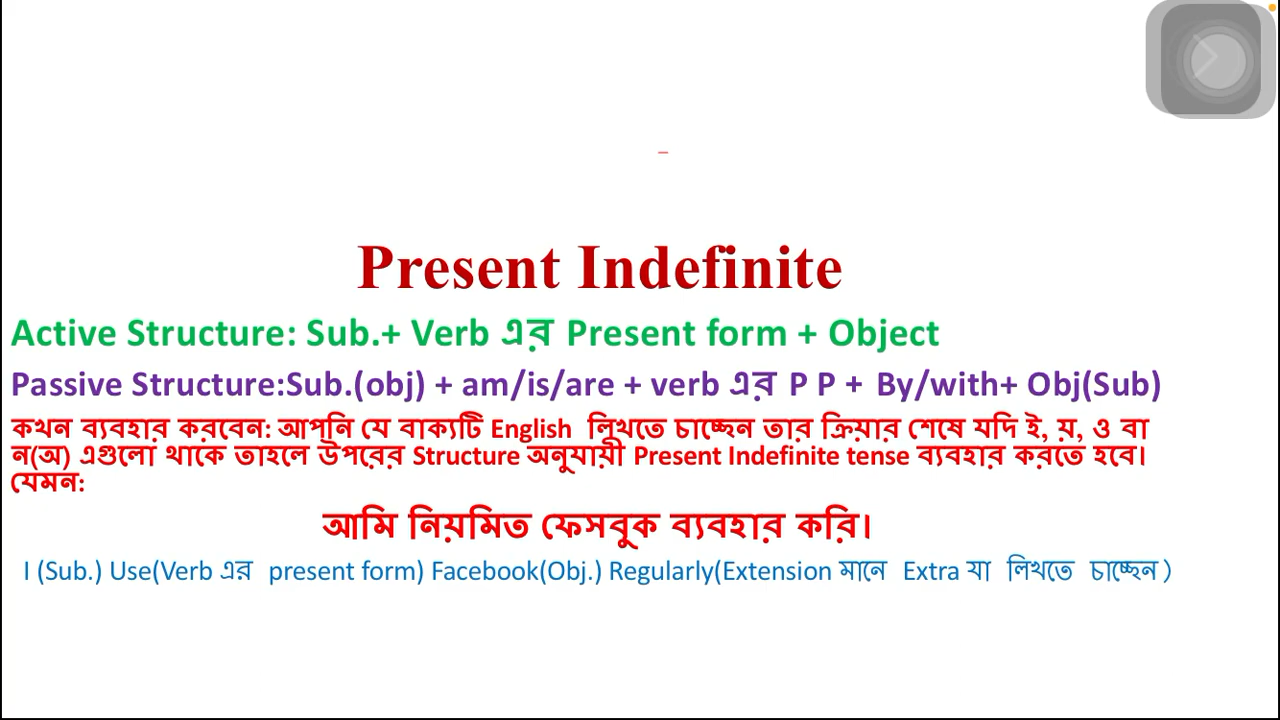 Present Indefinite
Active Structure: Sub.+ Verb এর Present form + Object
Passive Structure:Sub.(obj) + am/is/are + verb এর P P + By/with+ Obj(Sub)
কখন ব্যবহার করবেন: আপনি যে বাক্যটি English লিখতে চাচ্ছেন তার ক্রিয়ার শেষে যদি ই, য়, ও বা
ন(অ) এগুলো থাকে তাহলে উপরের Structure অনুযায়ী Present Indefinite tense ব্যবহার করতে হবে।
যেমন:
আমি নিয়মিত ফেসবুক ব্যবহার করি।
I (Sub.) Use(Verb এর present form) Facebook(Obj.) Regularly(Extension মানে Extra যা লিখতে চাচ্ছেন)